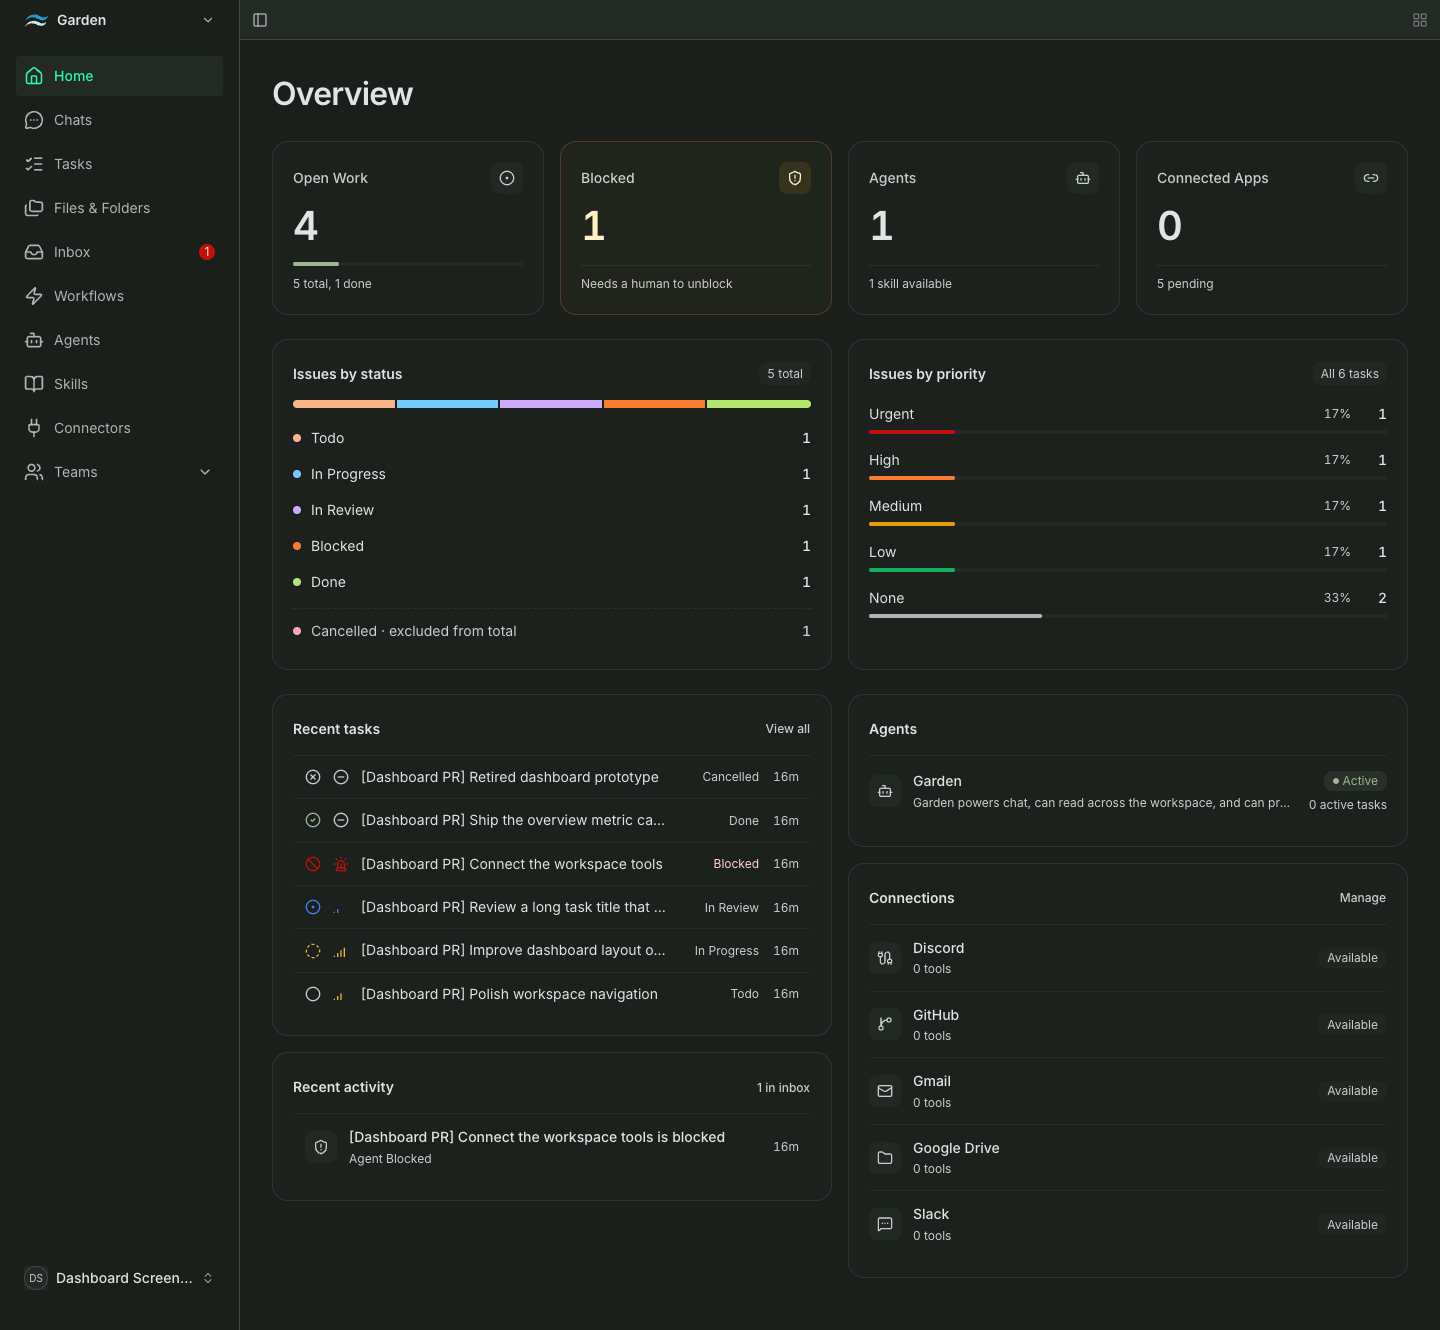 Garden
Home
Chats
Tasks
Files & Folders
Inbox
1
Workflows
Agents
Skills
Connectors
Teams
DS
Dashboard Screen...
Overview
Open Work
4
5 total, 1 done
Blocked
1
Needs a human to unblock
Agents
1
1 skill available
Connected Apps
0
5 pending
Issues by status
5 total
Todo 1
In Progress 1
In Review 1
Blocked 1
Done 1
Cancelled · excluded from total 1
Issues by priority
All 6 tasks
Urgent 17% 1
High 17% 1
Medium 17% 1
Low 17% 1
None 33% 2
Recent tasks
View all
[Dashboard PR] Retired dashboard prototype Cancelled 16m
[Dashboard PR] Ship the overview metric ca... Done 16m
[Dashboard PR] Connect the workspace tools Blocked 16m
[Dashboard PR] Review a long task title that ... In Review 16m
[Dashboard PR] Improve dashboard layout o... In Progress 16m
[Dashboard PR] Polish workspace navigation Todo 16m
Recent activity
1 in inbox
[Dashboard PR] Connect the workspace tools is blocked
Agent Blocked
16m
Agents
Garden
Active
Garden powers chat, can read across the workspace, and can pr...
0 active tasks
Connections
Manage
Discord
0 tools
Available
GitHub
0 tools
Available
Gmail
0 tools
Available
Google Drive
0 tools
Available
Slack
0 tools
Available